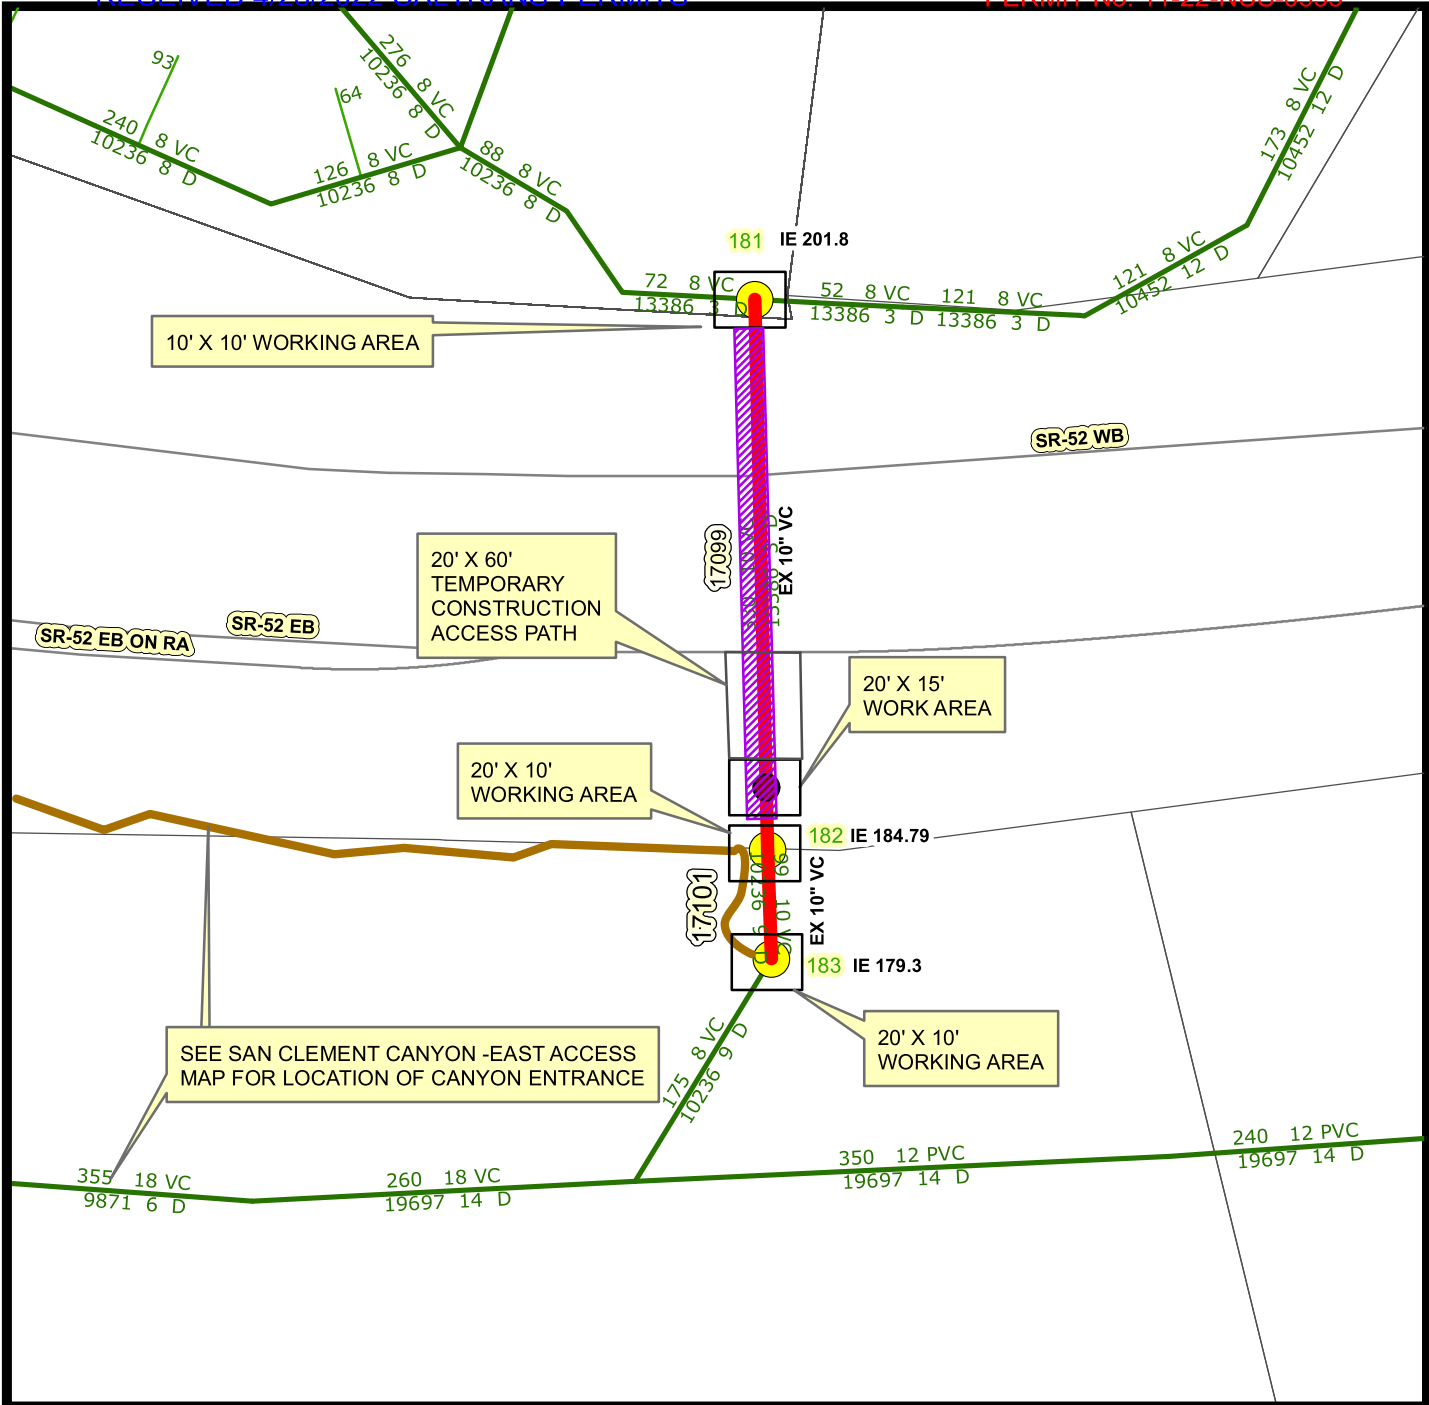 93
276 8 VC
10236 8 D
64
240 8 VC
10236 8 D
126 8 VC
10236 8 D
88 8 VC
10236 8 D
173 8 VC
10452 12 D
181 IE 201.8
121 8 VC
10452 12 D
72 8 VC
13386 3 D
52 8 VC
13386 3 D
121 8 VC
13386 3 D
10' X 10' WORKING AREA
SR-52 WB
17099
EX 10" VC
20' X 60'
TEMPORARY
CONSTRUCTION
ACCESS PATH
SR-52 EB
SR-52 EB ON RA
20' X 15'
WORK AREA
20' X 10'
WORKING AREA
182 IE 184.79
17101
99 10 VC
10236 9 D
EX 10" VC
183 IE 179.3
20' X 10'
WORKING AREA
SEE SAN CLEMENT CANYON -EAST ACCESS
MAP FOR LOCATION OF CANYON ENTRANCE
175 8 VC
10236 9 D
355 18 VC
9871 6 D
260 18 VC
19697 14 D
350 12 PVC
19697 14 D
240 12 PVC
19697 14 D